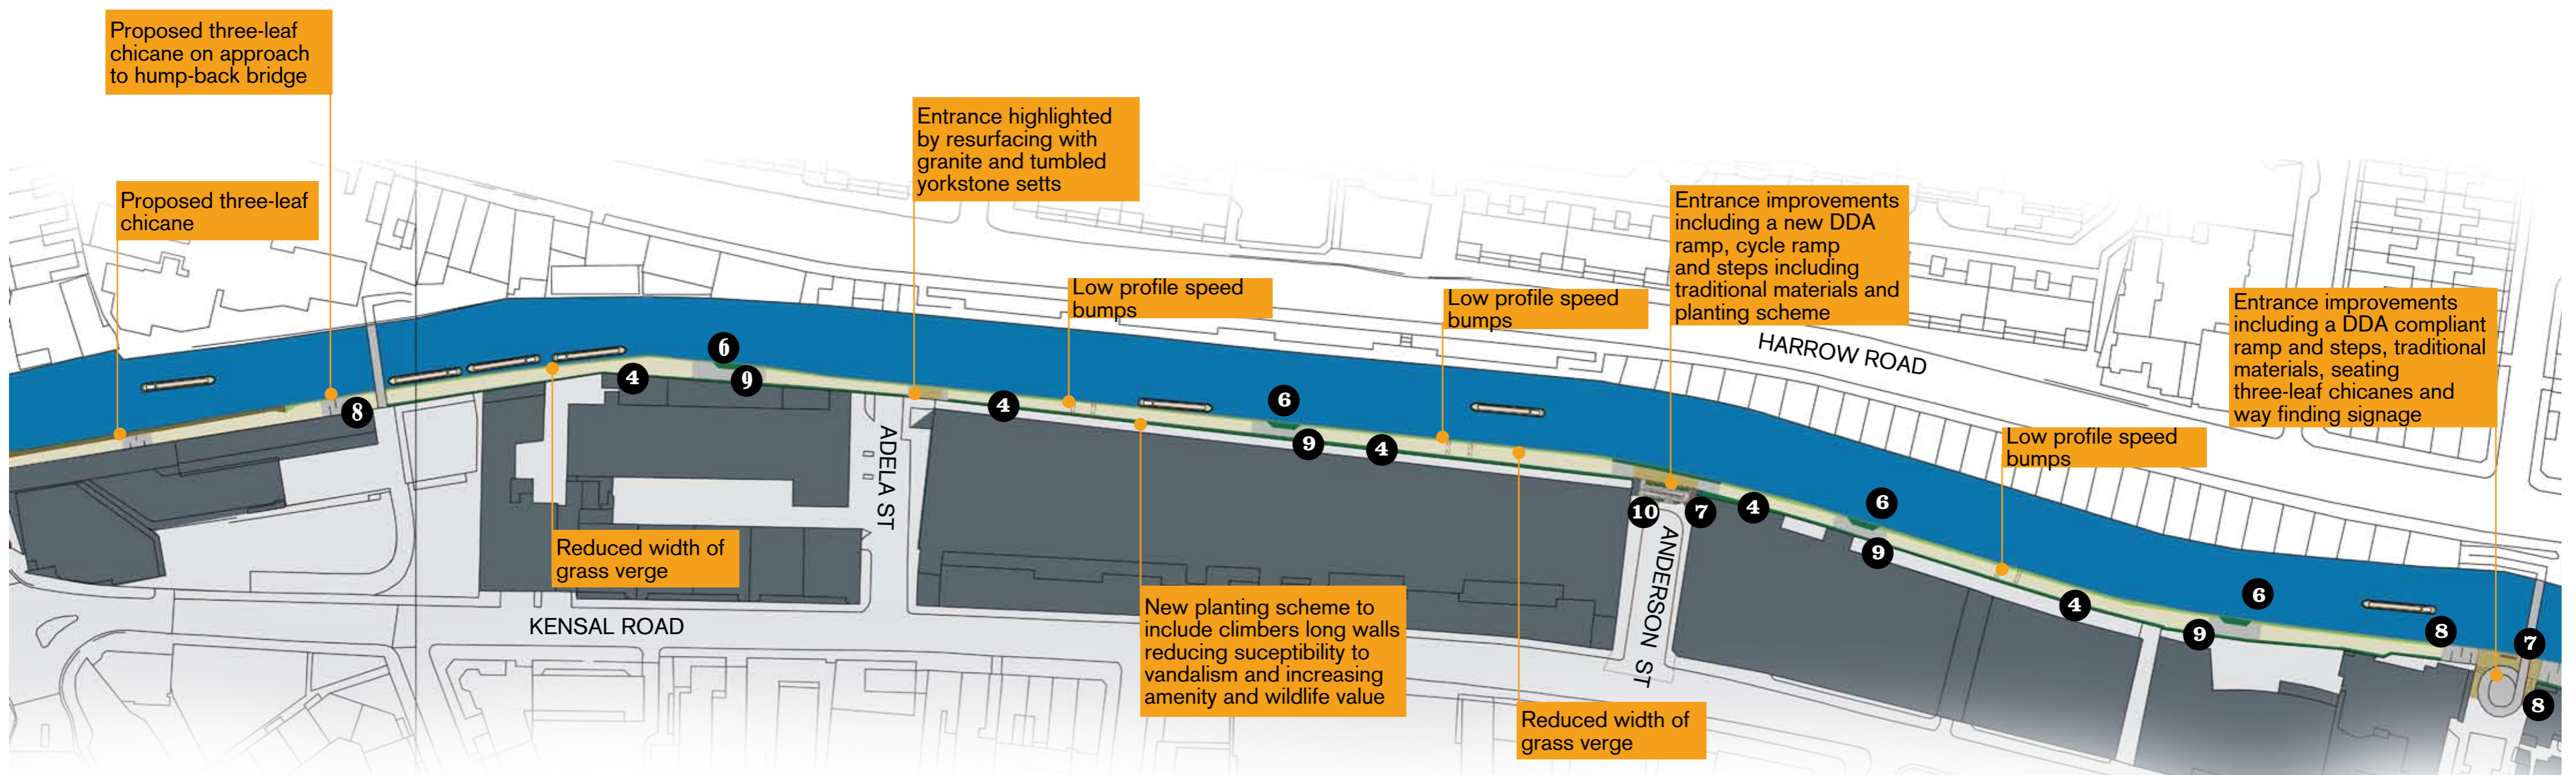 Proposed three-leaf
chicane on approach
to hump-back bridge
Proposed three-leaf
chicane
Entrance highlighted
by resurfacing with
granite and tumbled
yorkstone setts
Low profile speed
bumps
Low profile speed
bumps
Entrance improvements
including a new DDA
ramp, cycle ramp
and steps including
traditional materials and
planting scheme
HARROW ROAD
Entrance improvements
including a DDA compliant
ramp and steps, traditional
materials, seating
three-leaf chicanes and
way finding signage
Low profile speed
bumps
8
4
6
9
4
6
9
4
10
7
4
6
9
4
6
9
8
7
8
ADELA ST
ANDERSON ST
Reduced width of
grass verge
KENSAL ROAD
New planting scheme to
include climbers long walls
reducing suceptibility to
vandalism and increasing
amenity and wildlife value
Reduced width of
grass verge